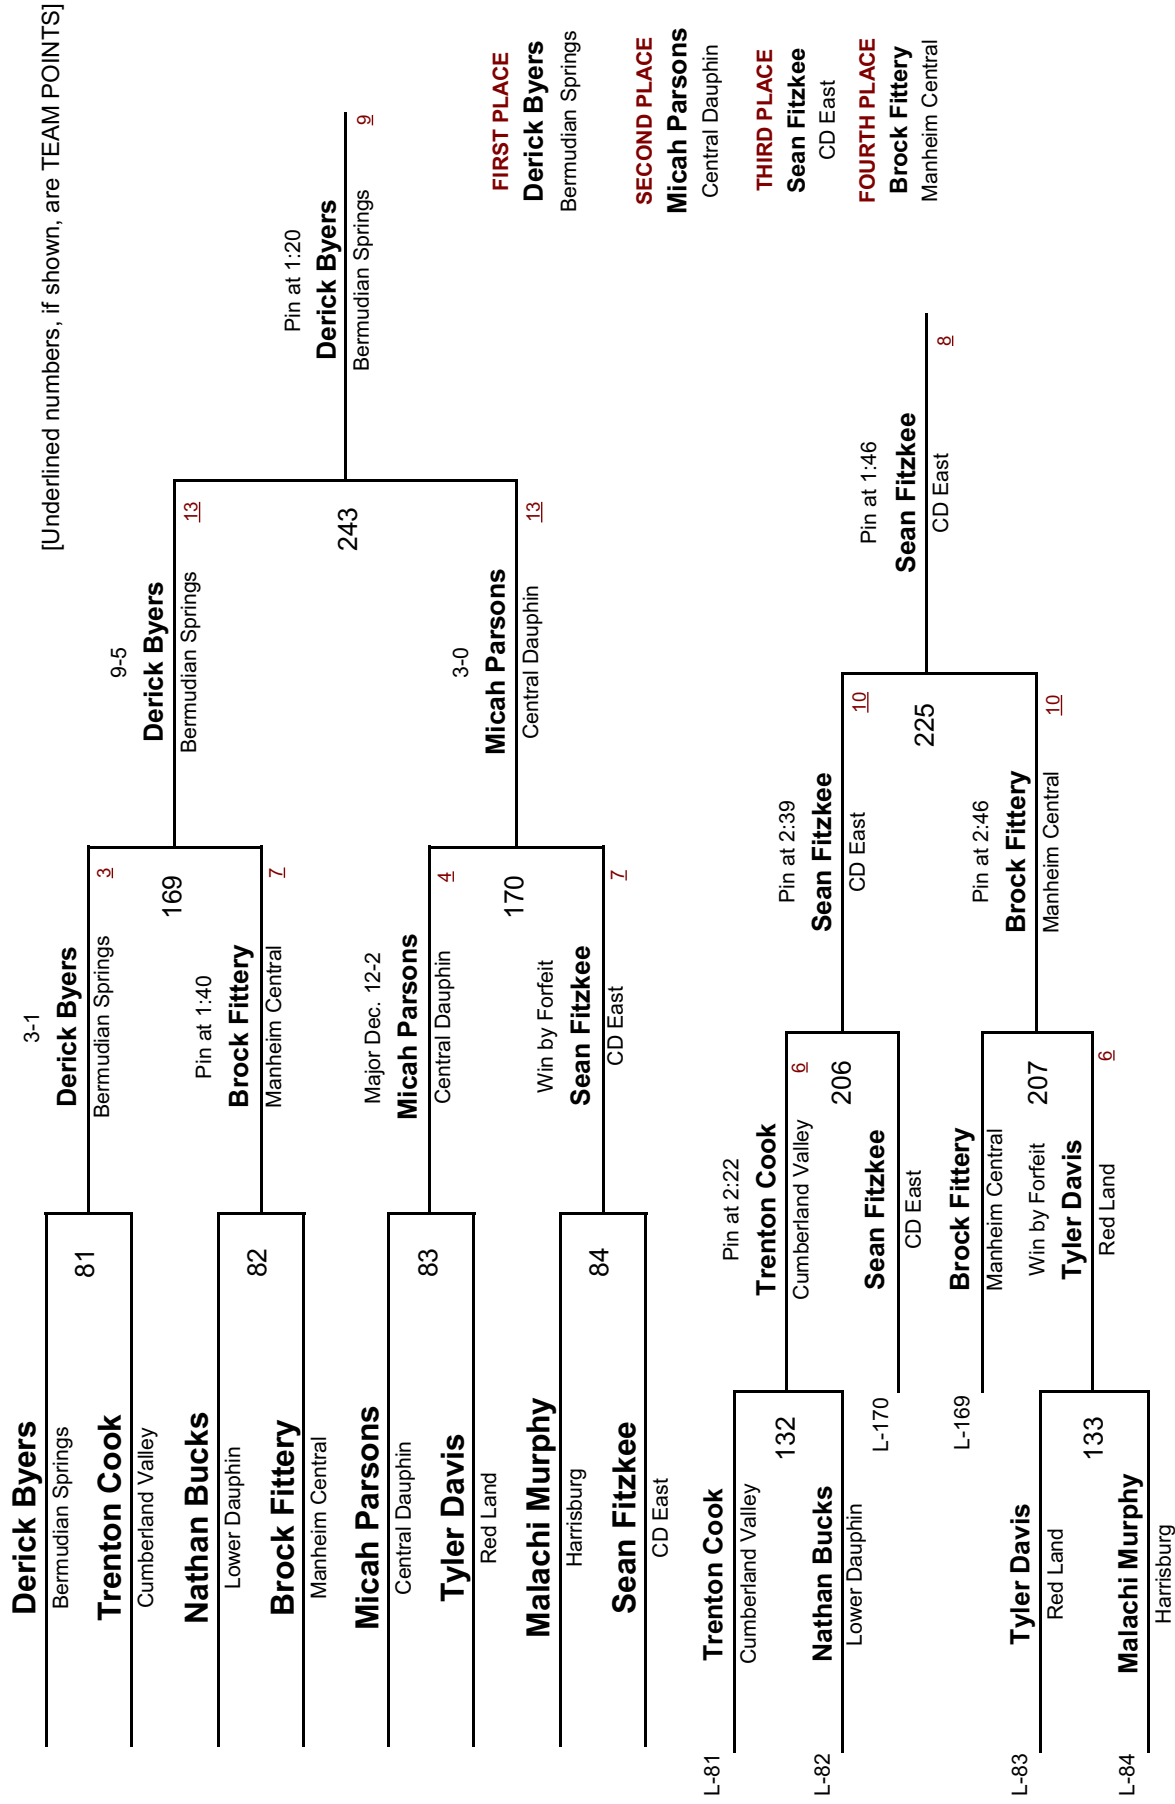 [Underlined numbers, if shown, are TEAM POINTS]
Derick Byers
Bermudian Springs
81
Trenton Cook
Cumberland Valley
Nathan Bucks
Lower Dauphin
82
Brock Fittery
Manheim Central
Micah Parsons
Central Dauphin
83
Tyler Davis
Red Land
Malachi Murphy
Harrisburg
84
Sean Fitzkee
CD East
3-1
Derick Byers
Bermudian Springs
3
169
Pin at 1:40
Brock Fittery
Manheim Central
7
Major Dec. 12-2
Micah Parsons
Central Dauphin
4
170
Win by Forfeit
Sean Fitzkee
CD East
7
9-5
Derick Byers
Bermudian Springs
13
243
3-0
Micah Parsons
Central Dauphin
13
Pin at 1:20
Derick Byers
Bermudian Springs
9
FIRST PLACE
Derick Byers
Bermudian Springs
SECOND PLACE
Micah Parsons
Central Dauphin
THIRD PLACE
Sean Fitzkee
CD East
FOURTH PLACE
Brock Fittery
Manheim Central
L-81
Trenton Cook
Cumberland Valley
132
L-82
Nathan Bucks
Lower Dauphin
L-83
Tyler Davis
Red Land
133
L-84
Malachi Murphy
Harrisburg
Pin at 2:22
Trenton Cook
Cumberland Valley
6
206
L-170
Sean Fitzkee
CD East
L-169
Brock Fittery
Manheim Central
207
Win by Forfeit
Tyler Davis
Red Land
6
Pin at 2:39
Sean Fitzkee
CD East
10
225
Pin at 2:46
Brock Fittery
Manheim Central
10
Pin at 1:46
Sean Fitzkee
CD East
8